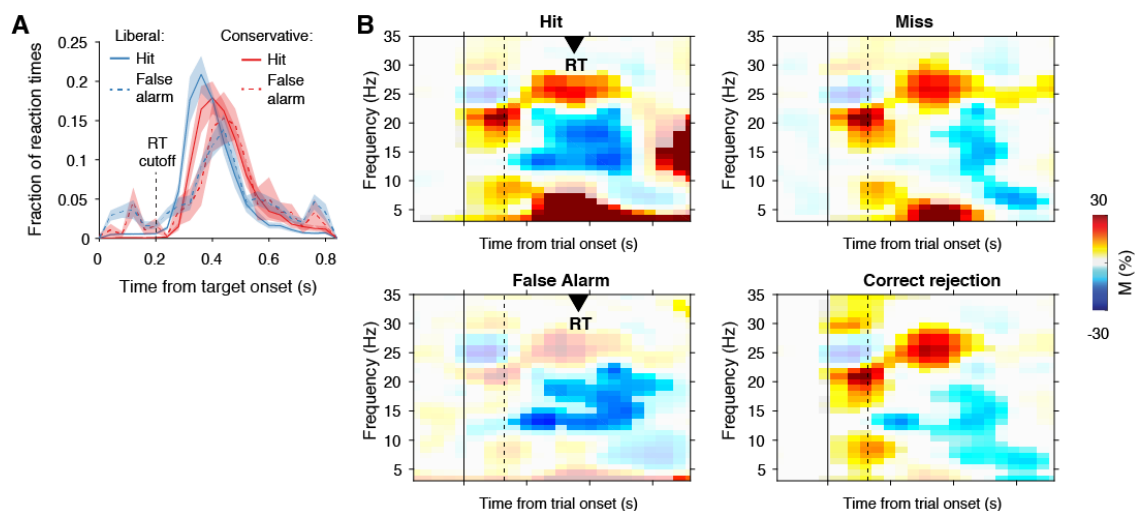 A
Liberal:
Conservative:
Hit
Hit
False
alarm
False
alarm
RT
cutoff
Fraction of reaction times
0.25
0.2
0.15
0.1
0.05
0
0
0.2
0.4
0.6
0.8
Time from target onset (s)
B
Hit
RT
Frequency (Hz)
35
30
25
20
15
10
5
Time from trial onset (s)
Miss
Frequency (Hz)
35
30
25
20
15
10
5
Time from trial onset (s)
False Alarm
RT
Frequency (Hz)
35
30
25
20
15
10
5
Time from trial onset (s)
Correct rejection
Frequency (Hz)
35
30
25
20
15
10
5
Time from trial onset (s)
30
M (%)
-30